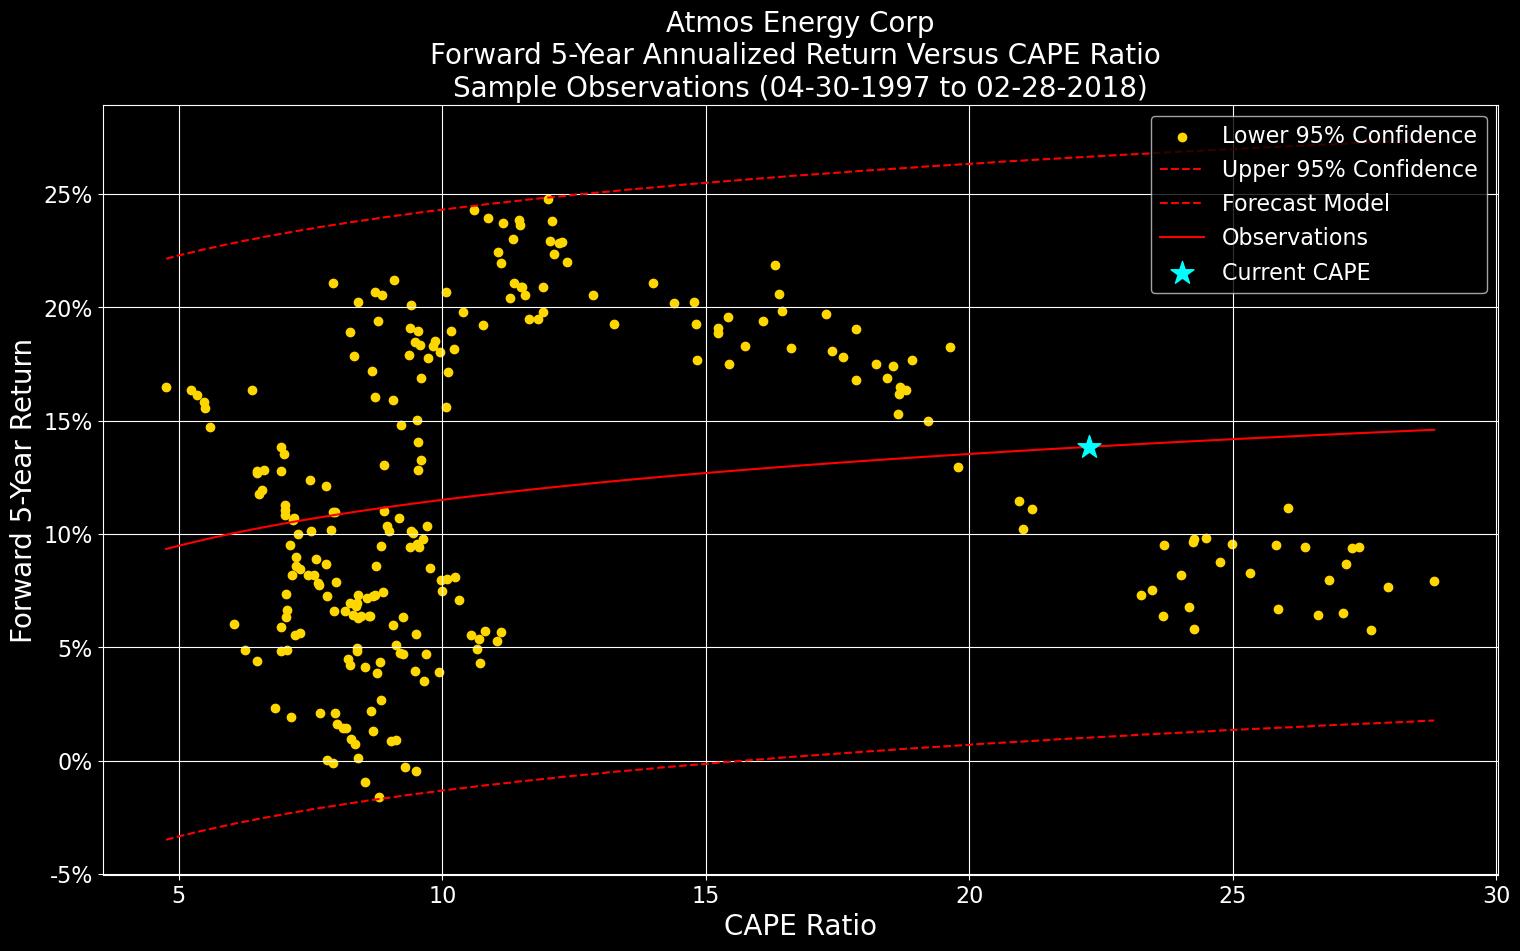 Atmos Energy Corp
Forward 5-Year Annualized Return Versus CAPE Ratio
Sample Observations (04-30-1997 to 02-28-2018)
Lower 95% Confidence
Upper 95% Confidence
Forecast Model
Observations
Current CAPE
Forward 5-Year Return
25%
20%
15%
10%
5%
0%
-5%
5 10 15 20 25 30
CAPE Ratio